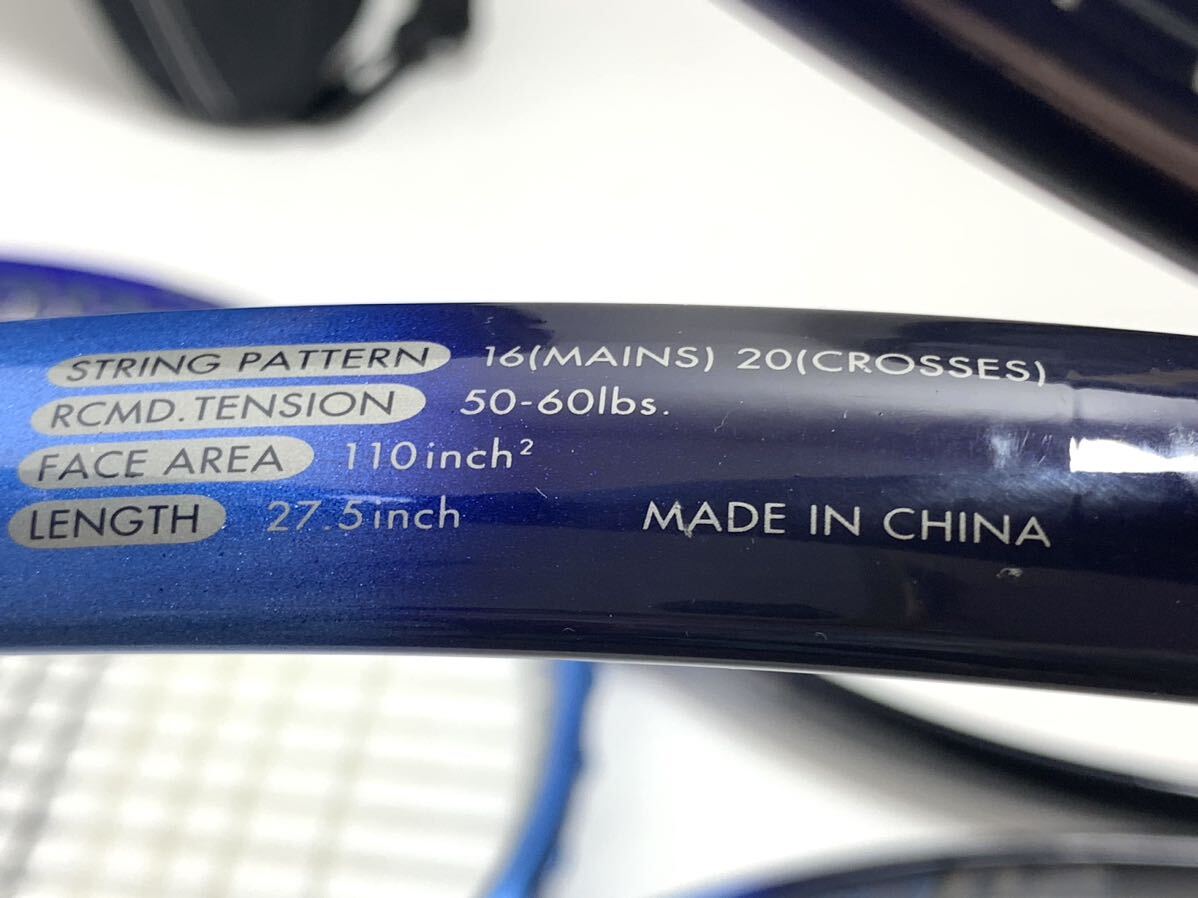 STRING PATTERN 16(MAINS) 20(CROSSES)
RCMD.TENSION 50-60lbs.
FACE AREA 110inch²
LENGTH 27.5inch MADE IN CHINA